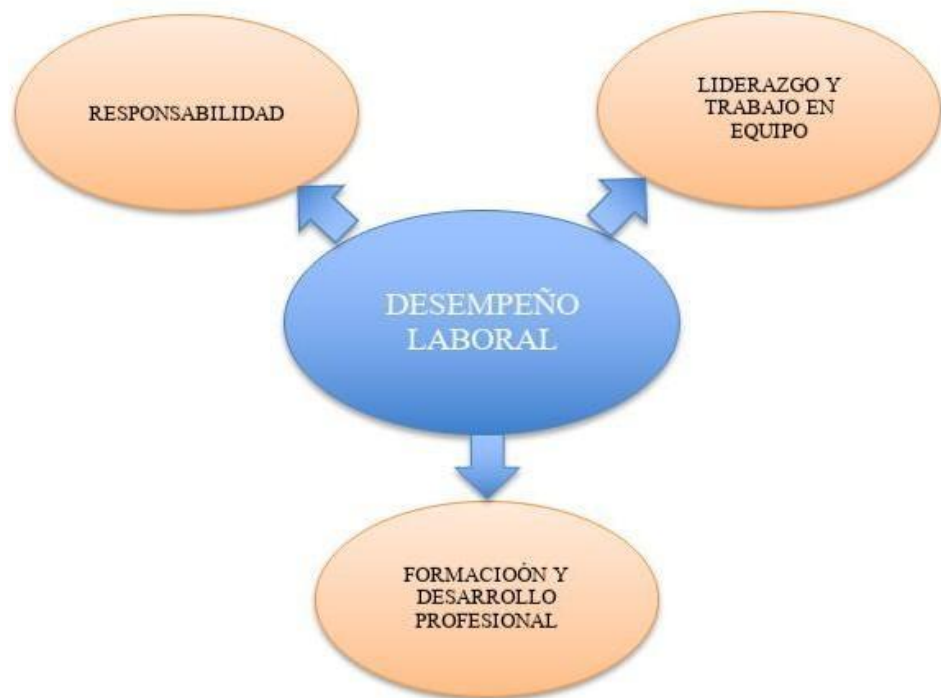 RESPONSABILIDAD
LIDERAZGO Y
TRABAJO EN
EQUIPO
DESEMPEÑO
LABORAL
FORMACIOÓN Y
DESARROLLO
PROFESIONAL